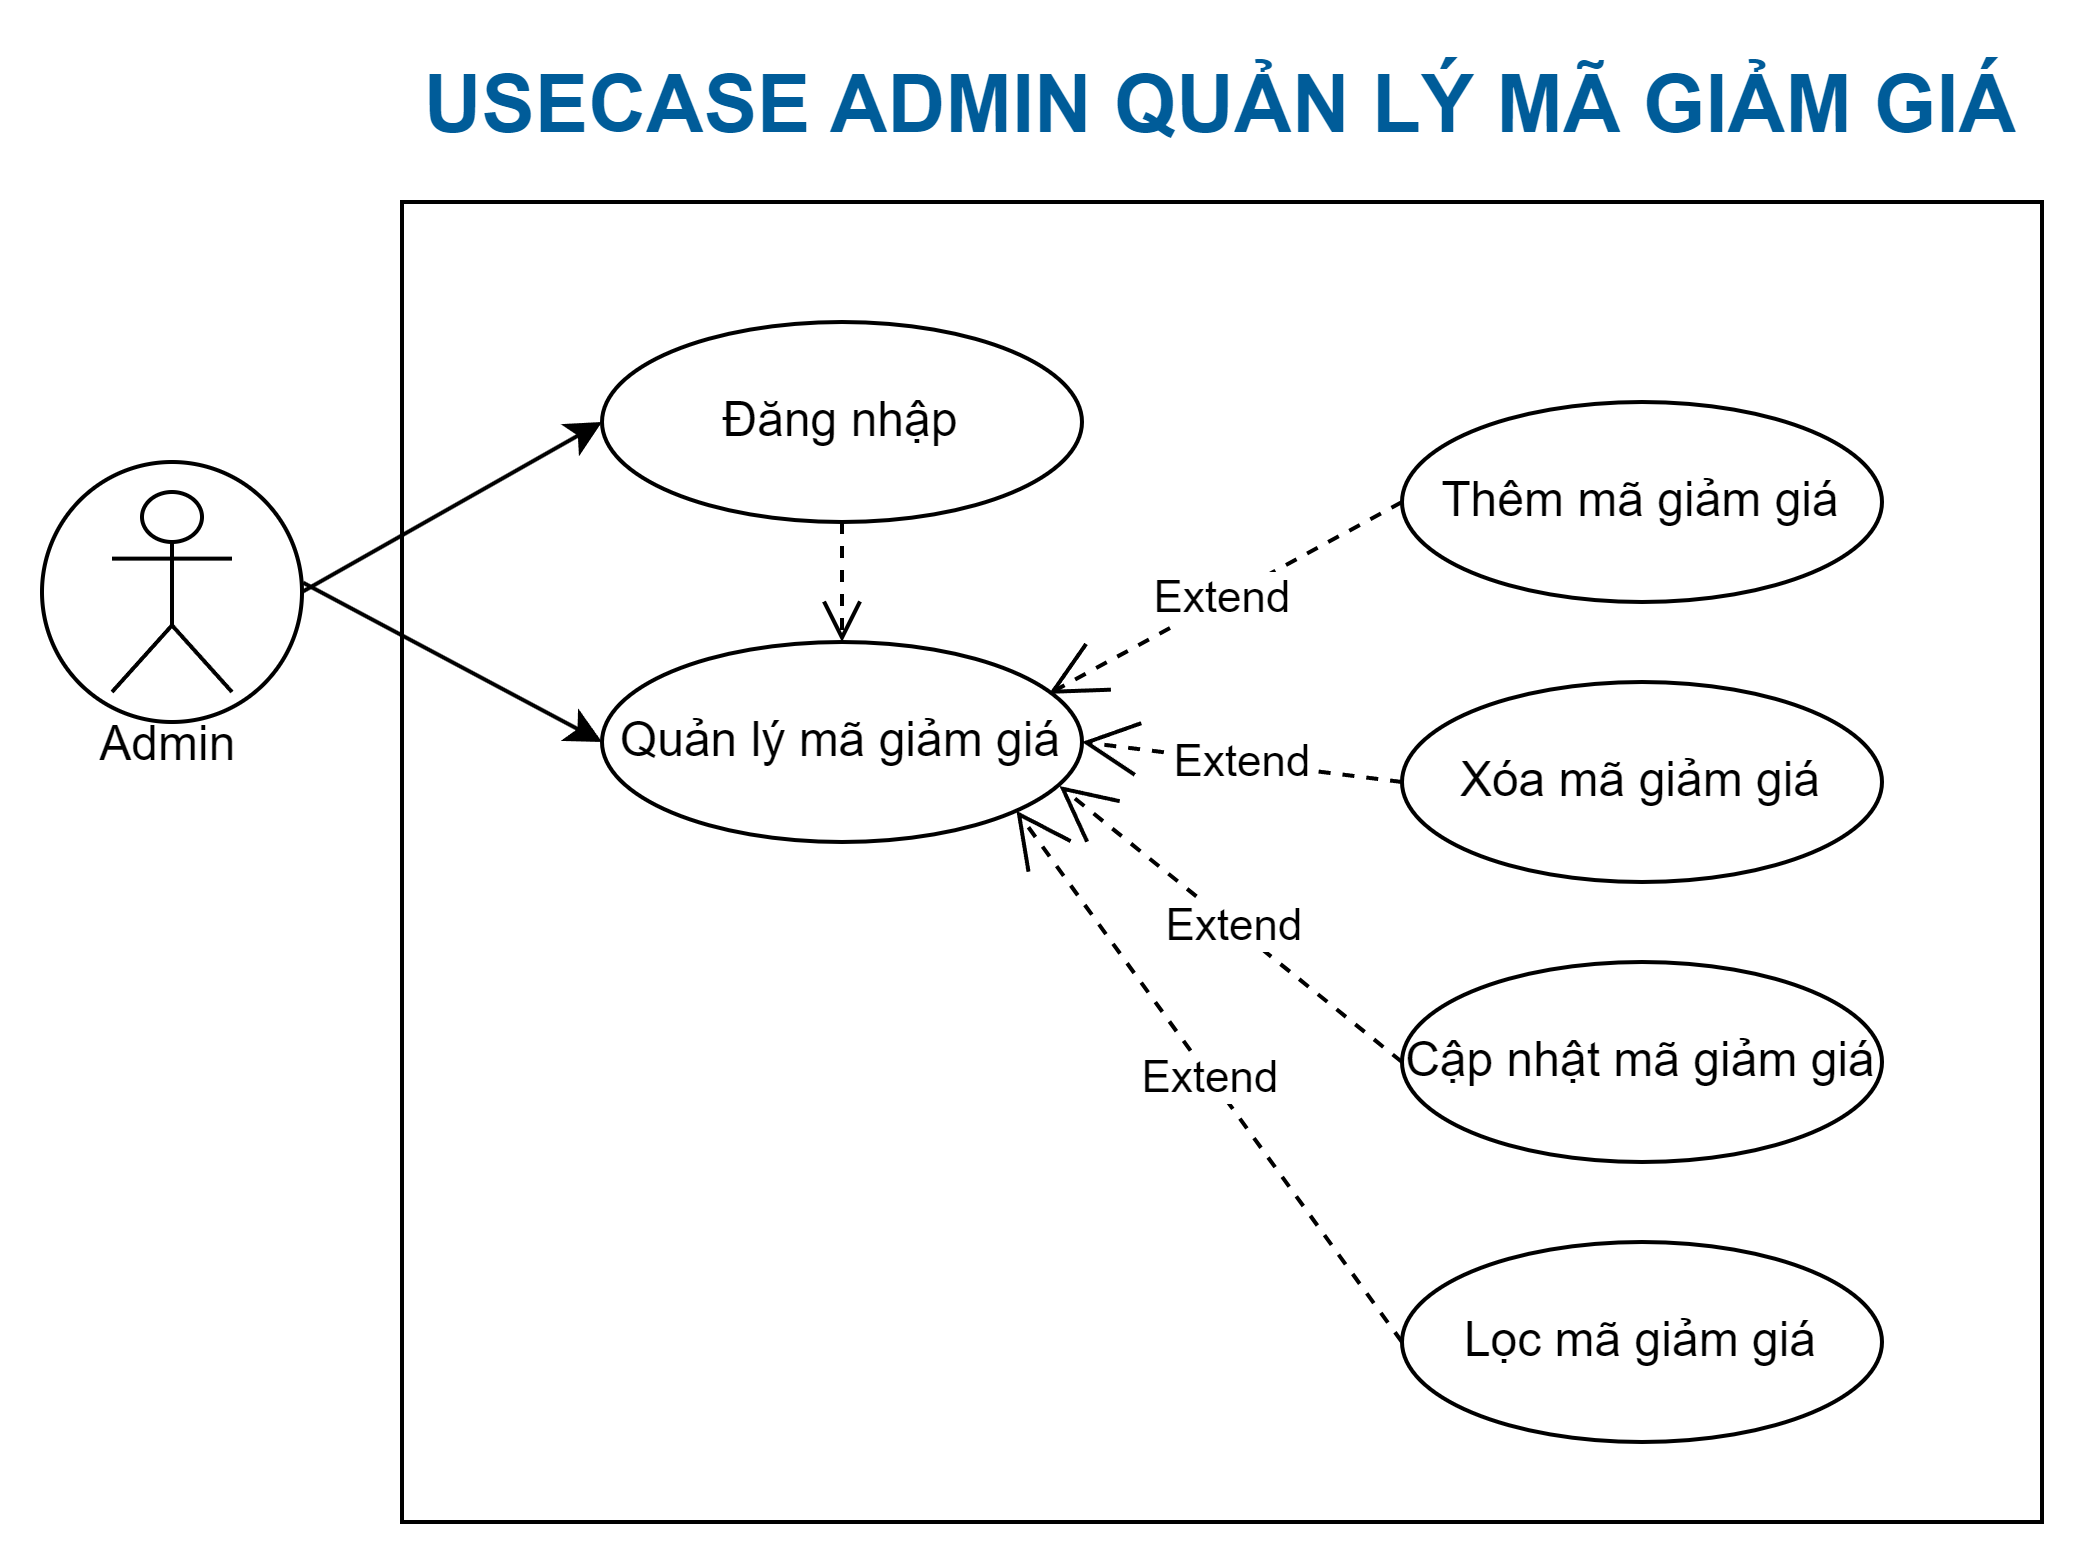 USECASE ADMIN QUẢN LÝ MÃ GIẢM GIÁ
Đăng nhập
Thêm mã giảm giá
Extend
Admin
Quản lý mã giảm giá
Extend
Xóa mã giảm giá
Extend
Cập nhật mã giảm giá
Extend
Lọc mã giảm giá